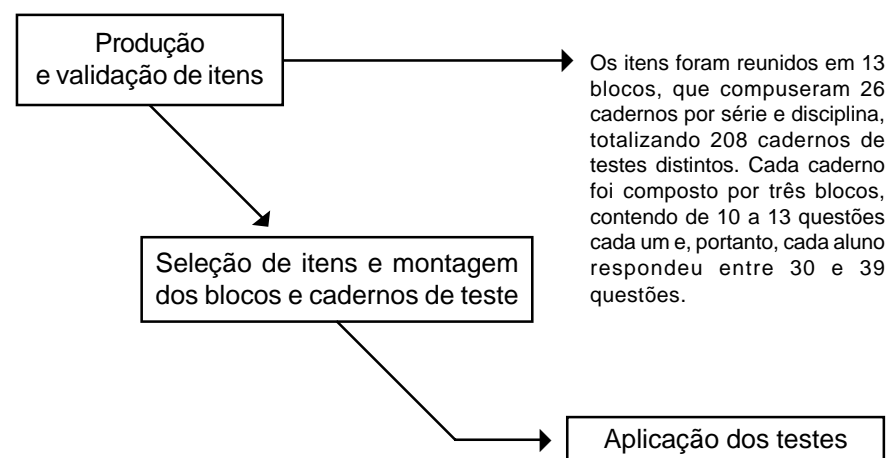 Produção
e validação de itens
Os itens foram reunidos em 13
blocos, que compuseram 26
cadernos por série e disciplina,
totalizando 208 cadernos de
testes distintos. Cada caderno
foi composto por três blocos,
contendo de 10 a 13 questões
cada um e, portanto, cada aluno
respondeu entre 30 e 39
questões.
Seleção de itens e montagem
dos blocos e cadernos de teste
Aplicação dos testes